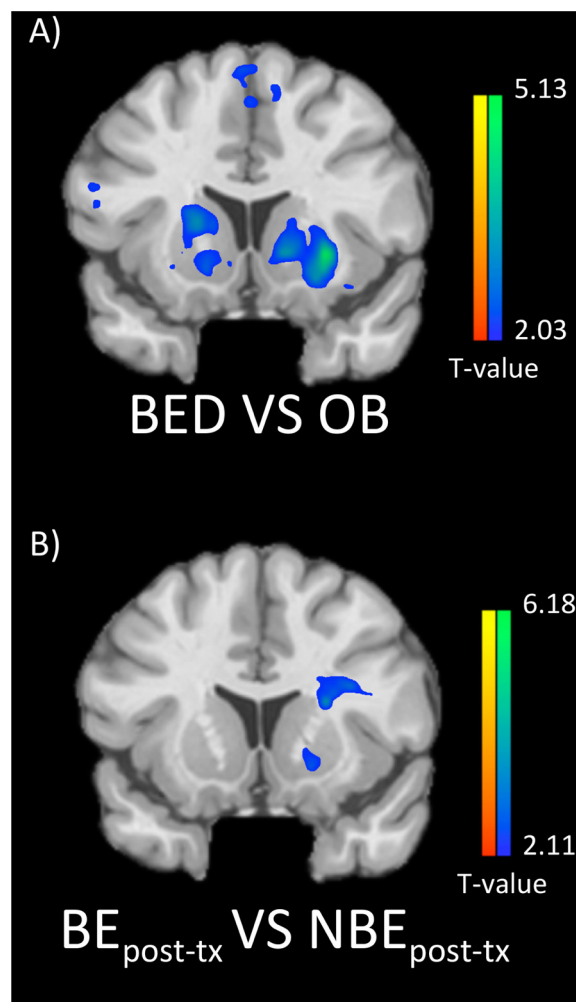 A)
5.13
2.03
T-value
BED VS OB
B)
6.18
2.11
T-value
BEpost-tx VS NBEpost-tx